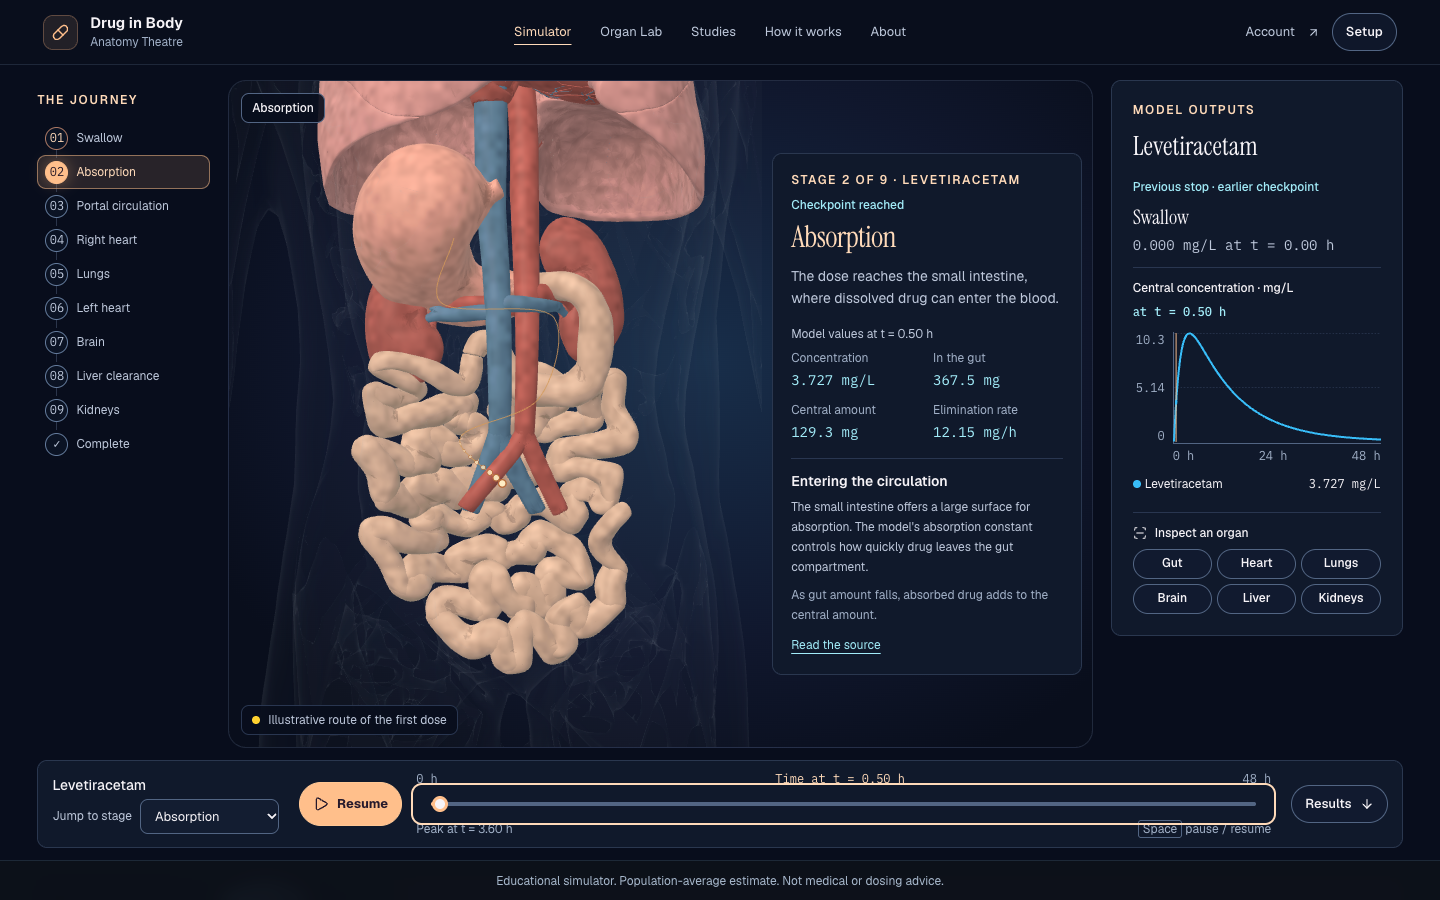 Drug in Body
Anatomy Theatre
Simulator
Organ Lab
Studies
How it works
About
Account
Setup
THE JOURNEY
01 Swallow
02 Absorption
03 Portal circulation
04 Right heart
05 Lungs
06 Left heart
07 Brain
08 Liver clearance
09 Kidneys
✓ Complete
Absorption
Illustrative route of the first dose
STAGE 2 OF 9 · LEVETIRACETAM
Checkpoint reached
Absorption
The dose reaches the small intestine,
where dissolved drug can enter the blood.
Model values at t = 0.50 h
Concentration
In the gut
3.727 mg/L
367.5 mg
Central amount
Elimination rate
129.3 mg
12.15 mg/h
Entering the circulation
The small intestine offers a large surface for
absorption. The model's absorption constant
controls how quickly drug leaves the gut
compartment.
As gut amount falls, absorbed drug adds to the
central amount.
Read the source
MODEL OUTPUTS
Levetiracetam
Previous stop · earlier checkpoint
Swallow
0.000 mg/L at t = 0.00 h
Central concentration · mg/L
at t = 0.50 h
10.3
5.14
0
0 h
24 h
48 h
Levetiracetam
3.727 mg/L
Inspect an organ
Gut
Heart
Lungs
Brain
Liver
Kidneys
Levetiracetam
Jump to stage
Absorption
Resume
0 h
Time at t = 0.50 h
48 h
Peak at t = 3.60 h
Space pause / resume
Results
Educational simulator. Population-average estimate. Not medical or dosing advice.